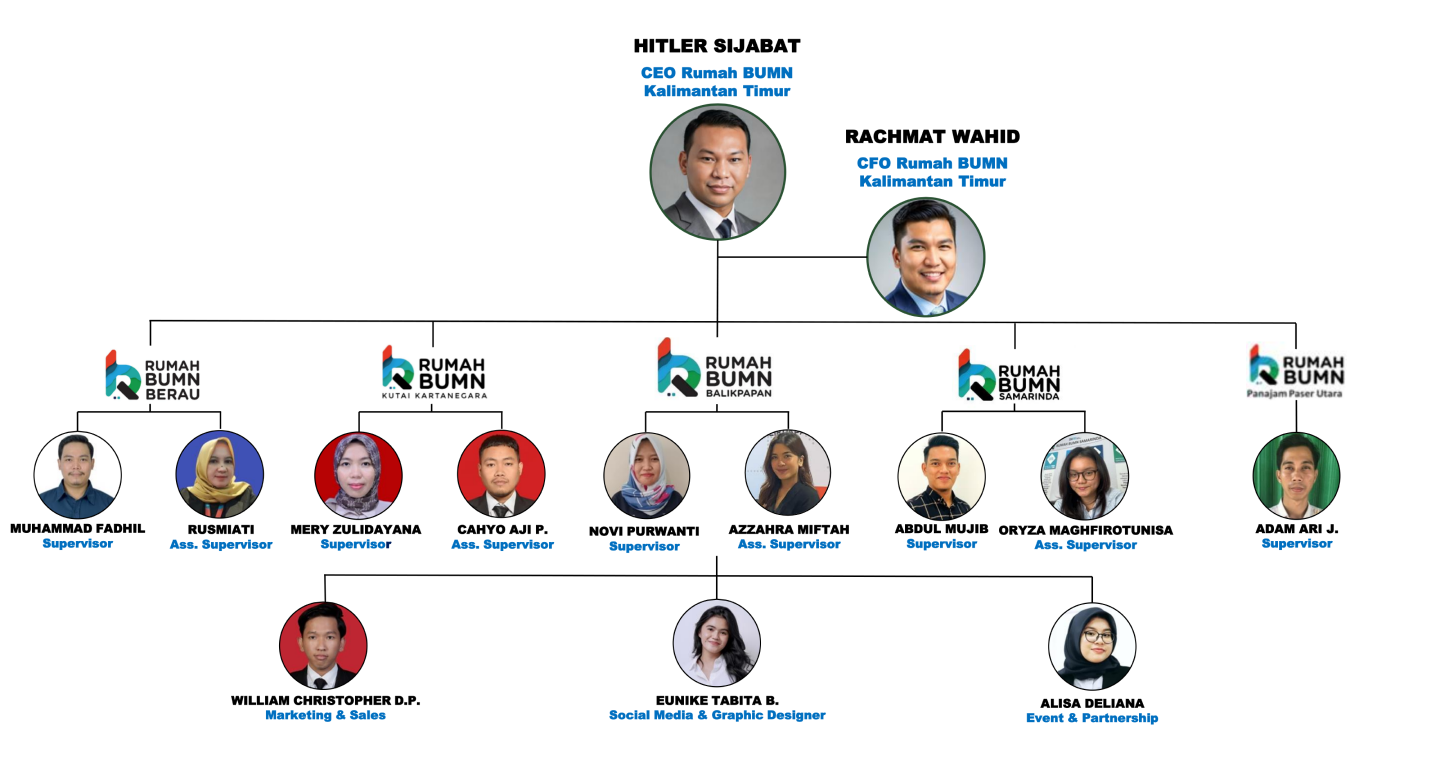 HITLER SIJABAT
CEO Rumah BUMN
Kalimantan Timur
RACHMAT WAHID
CFO Rumah BUMN
Kalimantan Timur
RUMAH
BUMN
BERAU
RUMAH
BUMN
KUTAI KARTANEGARA
RUMAH
BUMN
BALIKPAPAN
RUMAH
BUMN
SAMARINDA
RUMAH
BUMN
Panajam Paser Utara
MUHAMMAD FADHIL
Supervisor
RUSMIATI
Ass. Supervisor
MERY ZULIDAYANA
Supervisor
CAHYO AJI P.
Ass. Supervisor
NOVI PURWANTI
Supervisor
AZZAHRA MIFTAH
Ass. Supervisor
ABDUL MUJIB
Supervisor
ORYZA MAGHFIROTUNISA
Ass. Supervisor
ADAM ARI J.
Supervisor
WILLIAM CHRISTOPHER D.P.
Marketing & Sales
EUNIKE TABITA B.
Social Media & Graphic Designer
ALISA DELIANA
Event & Partnership